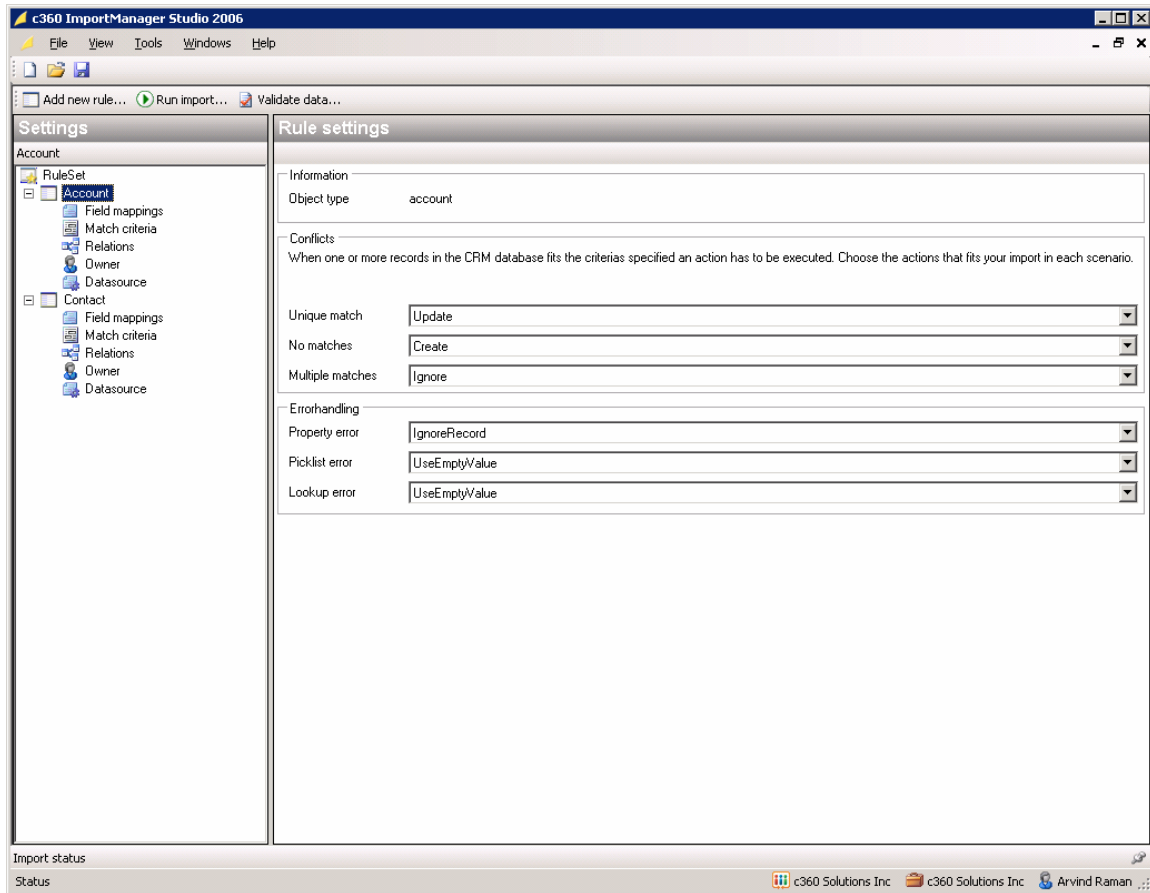 c360 ImportManager Studio 2006
File View Tools Windows Help
Add new rule... Run import... Validate data...
Settings
Account
RuleSet
Account
Field mappings
Match criteria
Relations
Owner
Datasource
Contact
Field mappings
Match criteria
Relations
Owner
Datasource
Rule settings
Information
Object type account
Conflicts
When one or more records in the CRM database fits the criterias specified an action has to be executed. Choose the actions that fits your import in each scenario.
Unique match Update
No matches Create
Multiple matches Ignore
Errorhandling
Property error IgnoreRecord
Picklist error UseEmptyValue
Lookup error UseEmptyValue
Import status
Status c360 Solutions Inc c360 Solutions Inc Arvind Raman